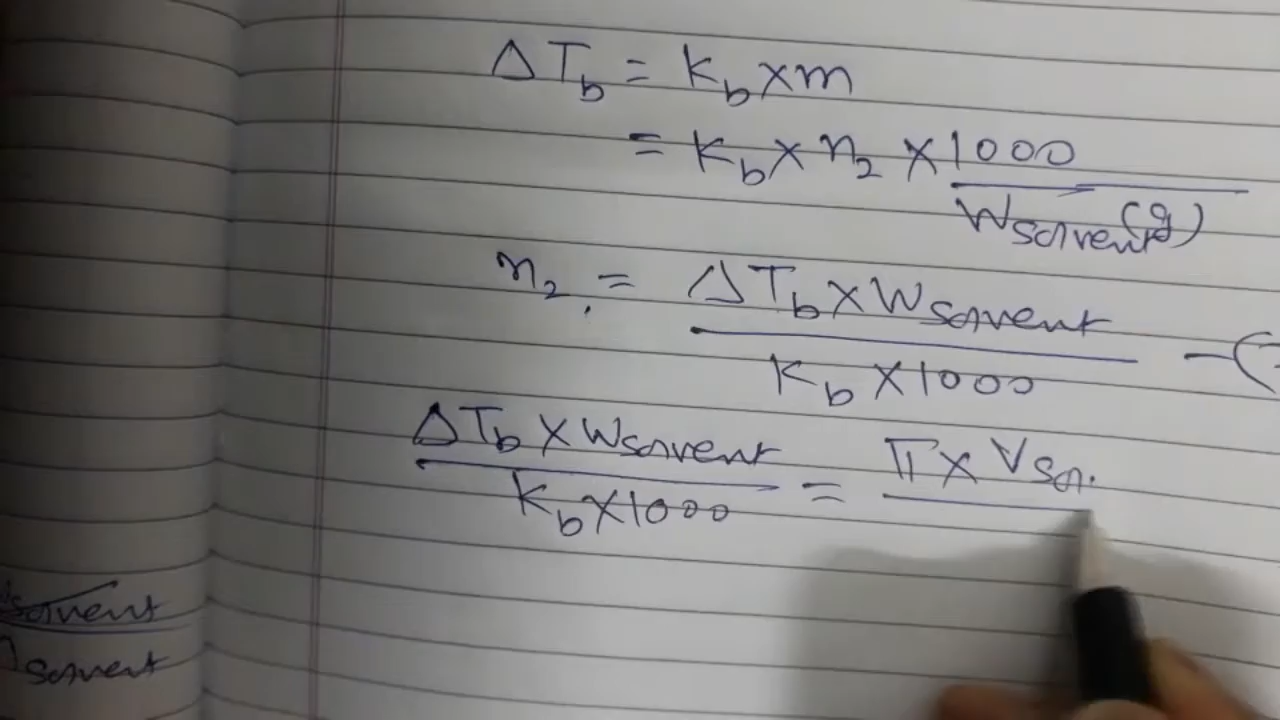 ΔT_b = K_b × m
= K_b × n_2 × 1000 / W_solvent (g)
n_2 = ΔT_b × W_solvent / K_b × 1000 — (
ΔT_b × W_solvent / K_b × 1000 = π × V_sol.
solvent
solvent